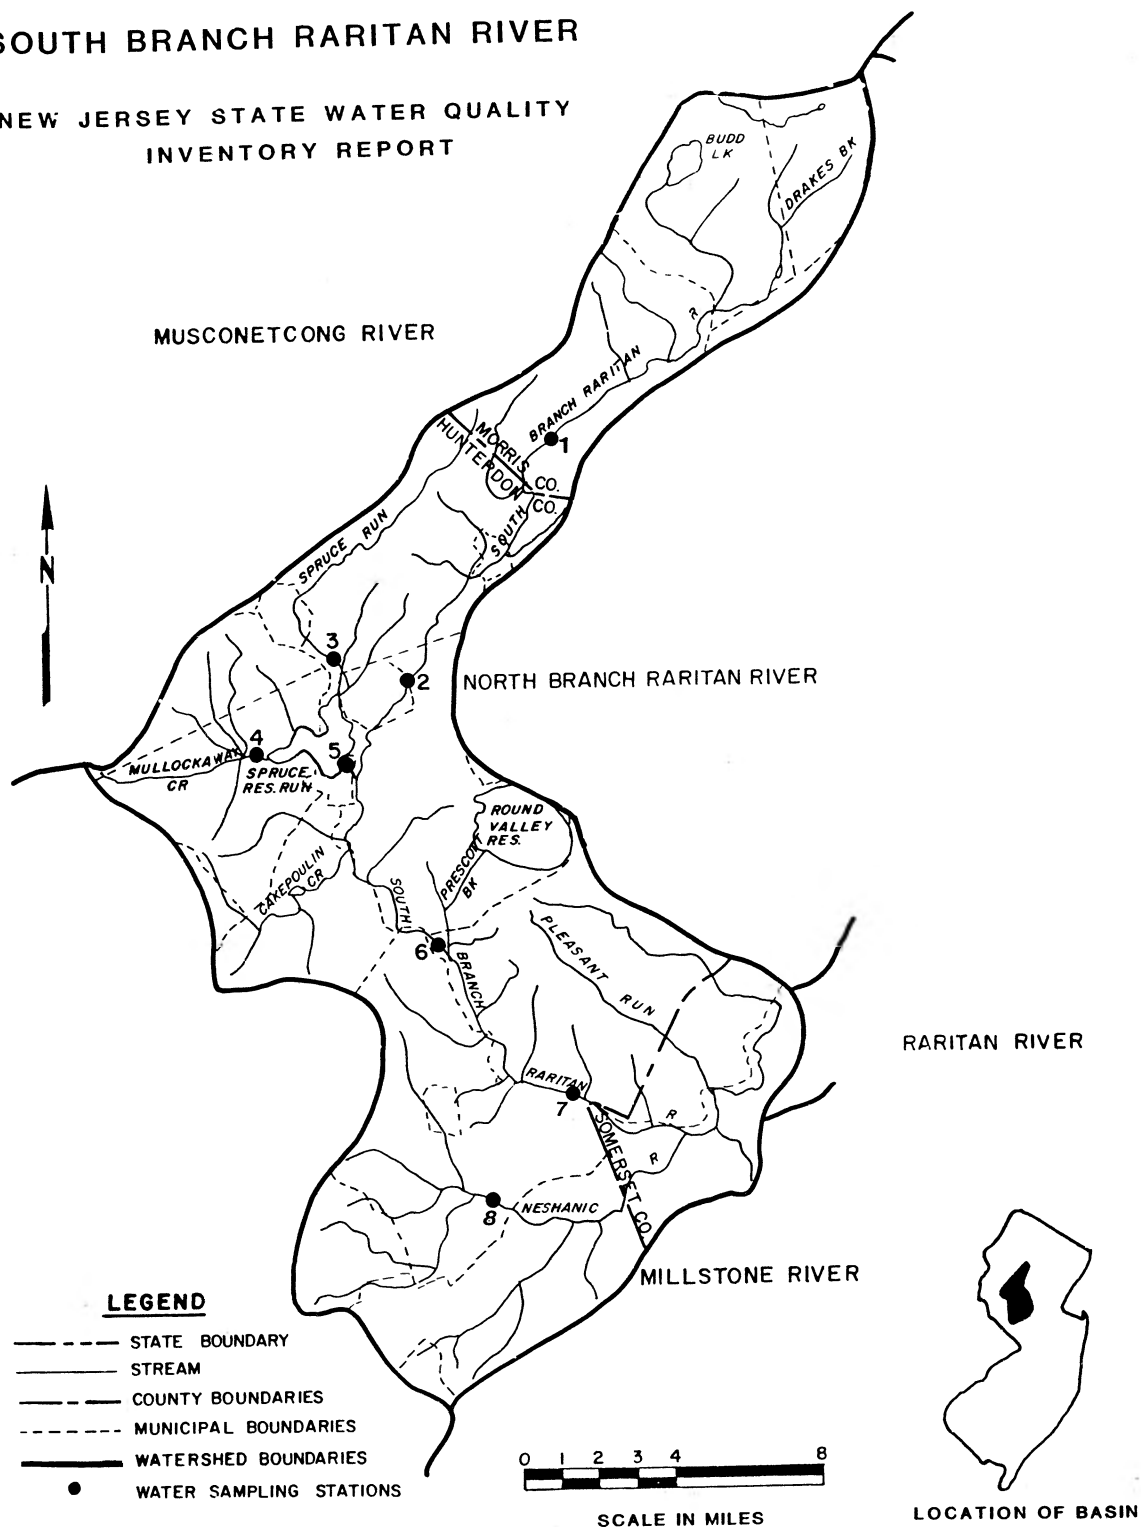 SOUTH BRANCH RARITAN RIVER
NEW JERSEY STATE WATER QUALITY
INVENTORY REPORT
BUDD
LK
DRAKES BK
MUSCONETCONG RIVER
R
BRANCH RARITAN
1
MORRIS CO.
HUNTERDON CO.
SOUTH
SPRUCE RUN
N
3
2
NORTH BRANCH RARITAN RIVER
4
5
MULLOCKAWAY
CR
SPRUCE
RES. RUN
ROUND
VALLEY
RES.
CAKEPOULIN
CR
PRESCOTT
BK
SOUTH
6
BRANCH
PLEASANT RUN
RARITAN RIVER
RARITAN
7
R
SOMERSET CO.
R
8
NESHANIC
MILLSTONE RIVER
LEGEND
STATE BOUNDARY
STREAM
COUNTY BOUNDARIES
MUNICIPAL BOUNDARIES
WATERSHED BOUNDARIES
WATER SAMPLING STATIONS
0 1 2 3 4 8
SCALE IN MILES
LOCATION OF BASIN